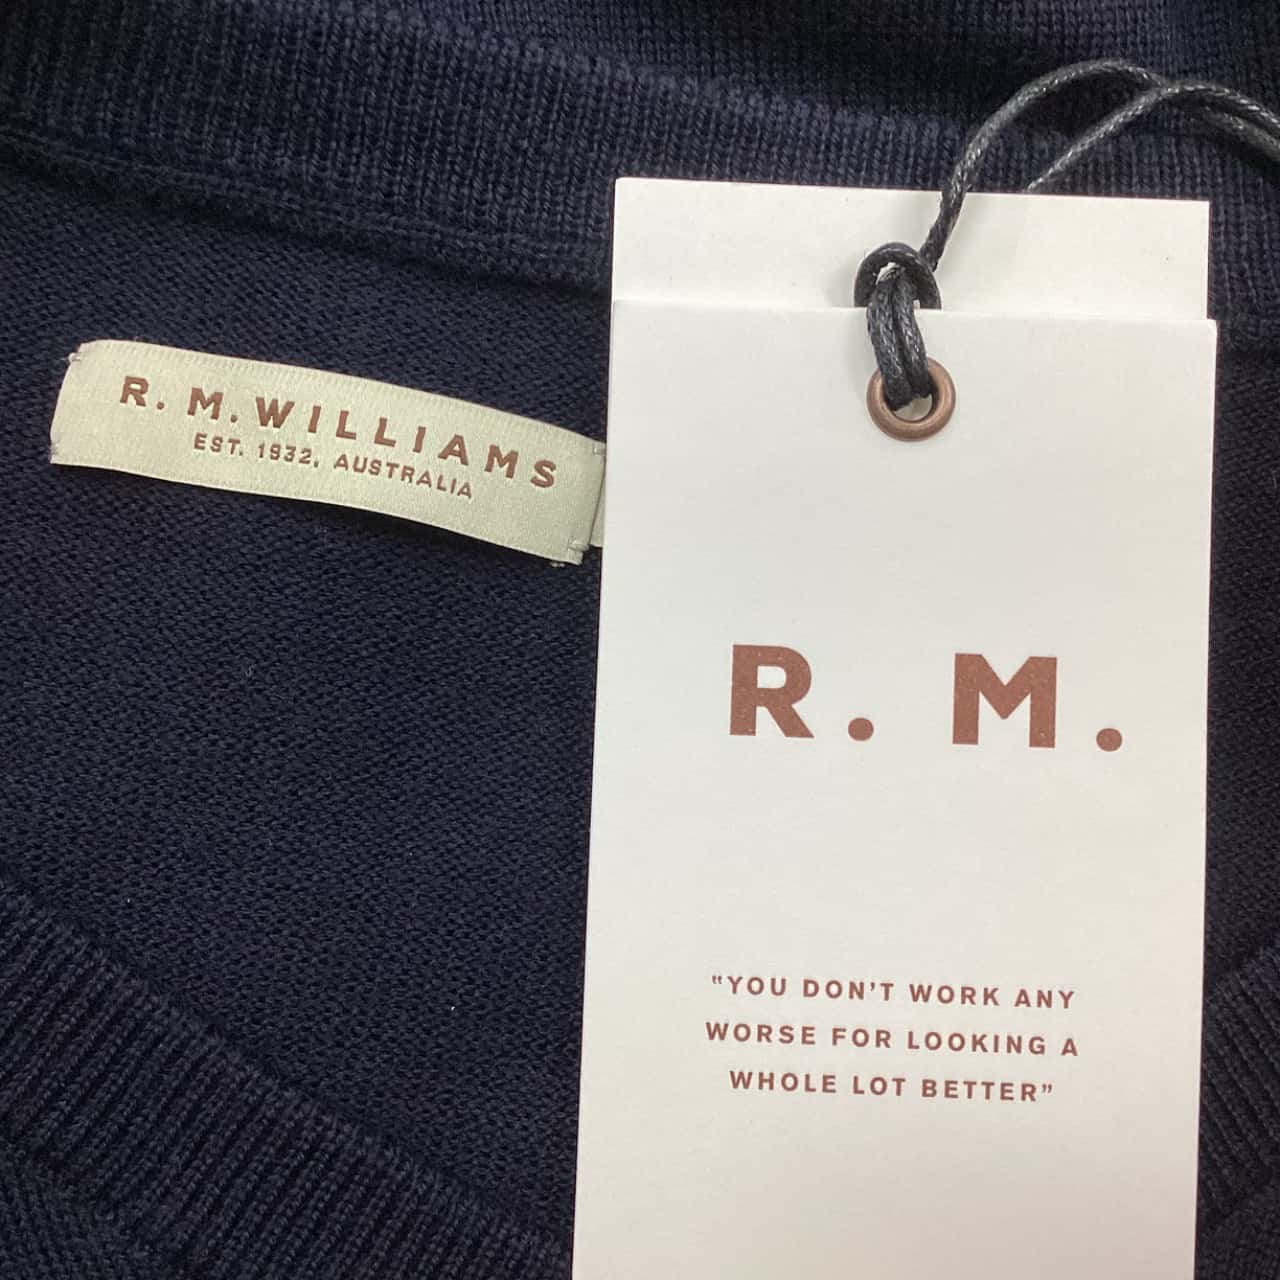 R. M. WILLIAMS
EST. 1932. AUSTRALIA
R. M.
"YOU DON'T WORK ANY
WORSE FOR LOOKING A
WHOLE LOT BETTER"